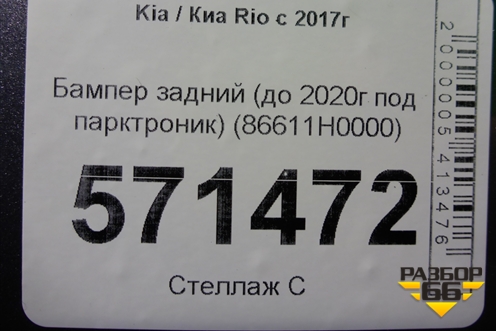 Kia / Киа Rio с 2017г
Бампер задний (до 2020г под
парктроник) (86611H0000)
571472
Стеллаж С
2000005413476
РАЗБОР
66